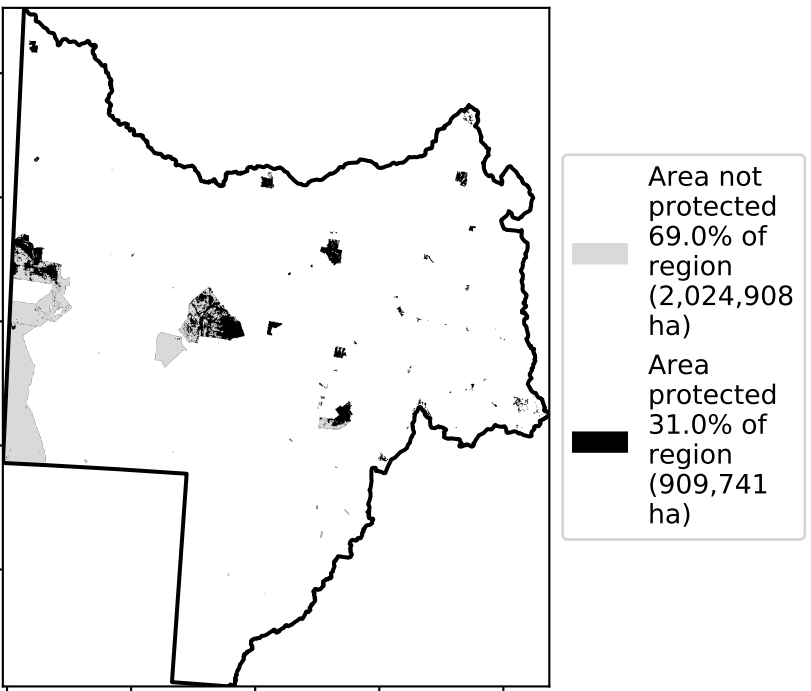 Area not
protected
69.0% of
region
(2,024,908
ha)
Area
protected
31.0% of
region
(909,741
ha)